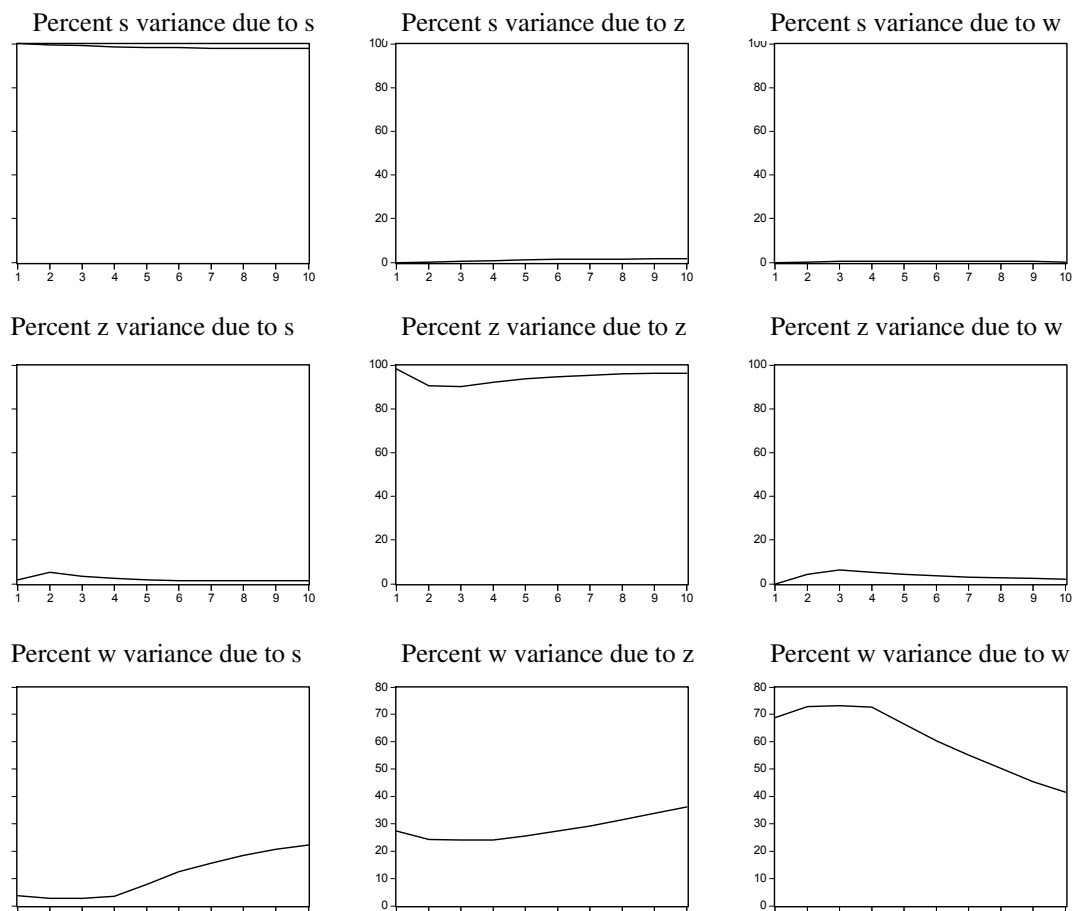 Percent s variance due to s
Percent s variance due to z
Percent s variance due to w
100
80
60
40
20
0
100
80
60
40
20
0
1 2 3 4 5 6 7 8 9 10
1 2 3 4 5 6 7 8 9 10
1 2 3 4 5 6 7 8 9 10
Percent z variance due to s
Percent z variance due to z
Percent z variance due to w
100
80
60
40
20
0
100
80
60
40
20
0
1 2 3 4 5 6 7 8 9 10
1 2 3 4 5 6 7 8 9 10
1 2 3 4 5 6 7 8 9 10
Percent w variance due to s
Percent w variance due to z
Percent w variance due to w
80
70
60
50
40
30
20
10
0
80
70
60
50
40
30
20
10
0